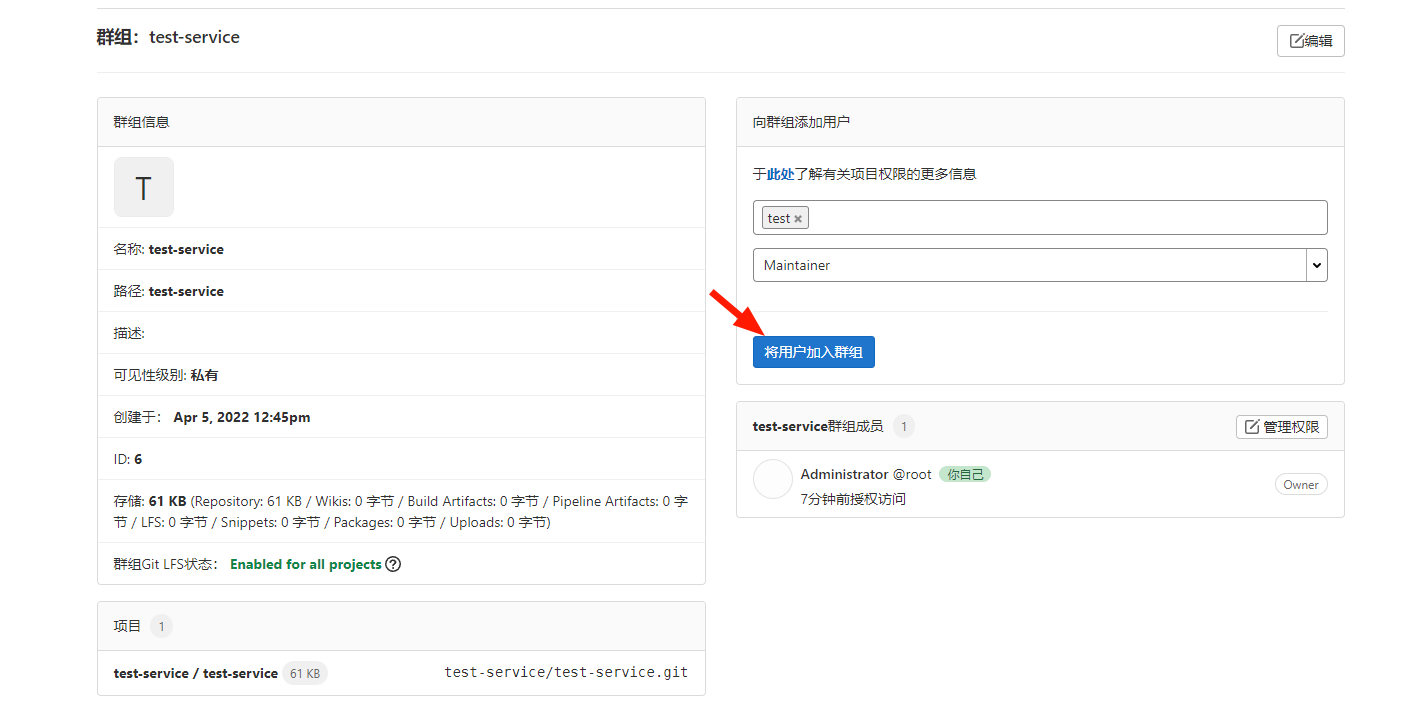 群组：test-service
编辑
群组信息
T
名称: test-service
路径: test-service
描述:
可见性级别: 私有
创建于： Apr 5, 2022 12:45pm
ID: 6
存储: 61 KB (Repository: 61 KB / Wikis: 0 字节 / Build Artifacts: 0 字节 / Pipeline Artifacts: 0 字
节 / LFS: 0 字节 / Snippets: 0 字节 / Packages: 0 字节 / Uploads: 0 字节)
群组Git LFS状态： Enabled for all projects
项目 1
test-service / test-service 61 KB test-service/test-service.git
向群组添加用户
于此处了解有关项目权限的更多信息
test
Maintainer
将用户加入群组
test-service群组成员 1
管理权限
Administrator @root 你自己
7分钟前授权访问
Owner